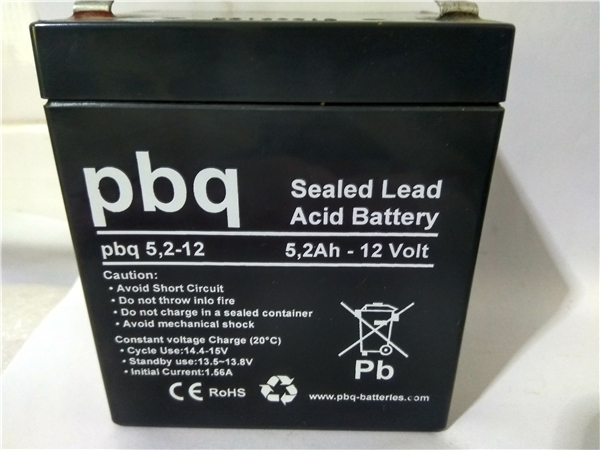 pbq
Sealed Lead
Acid Battery
pbq 5,2-12
5,2Ah - 12 Volt
Caution:
• Avoid Short Circuit
• Do not throw inlo fire
• Do not charge in a sealed container
• Avoid mechanical shock
Constant voltage Charge (20°C)
• Cycle Use:14.4-15V
• Standby use:13.5~13.8V
• Initial Current:1.56A
CE RoHS
Pb
www.pbq-batteries.com